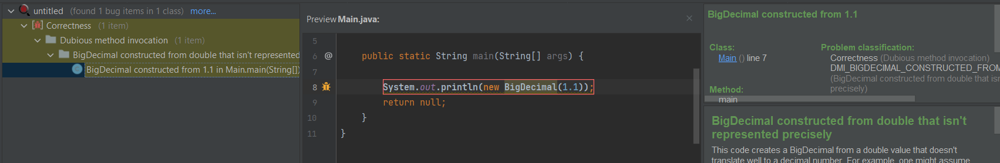 untitled (found 1 bug items in 1 class) more...
Correctness (1 item)
Dubious method invocation (1 item)
BigDecimal constructed from double that isn't represented
BigDecimal constructed from 1.1 in Main.main(String[])
Preview Main.java:
5
6 @ public static String main(String[] args) {
7
8 System.out.println(new BigDecimal(1.1));
9 return null;
10 }
11 }
BigDecimal constructed from 1.1
Class:
Main () line 7
Method:
main
Problem classification:
Correctness (Dubious method invocation)
DMI_BIGDECIMAL_CONSTRUCTED_FROM
(BigDecimal constructed from double that isn
precisely)
BigDecimal constructed from double that isn't
represented precisely
This code creates a BigDecimal from a double value that doesn't
translate well to a decimal number. For example, one might assume